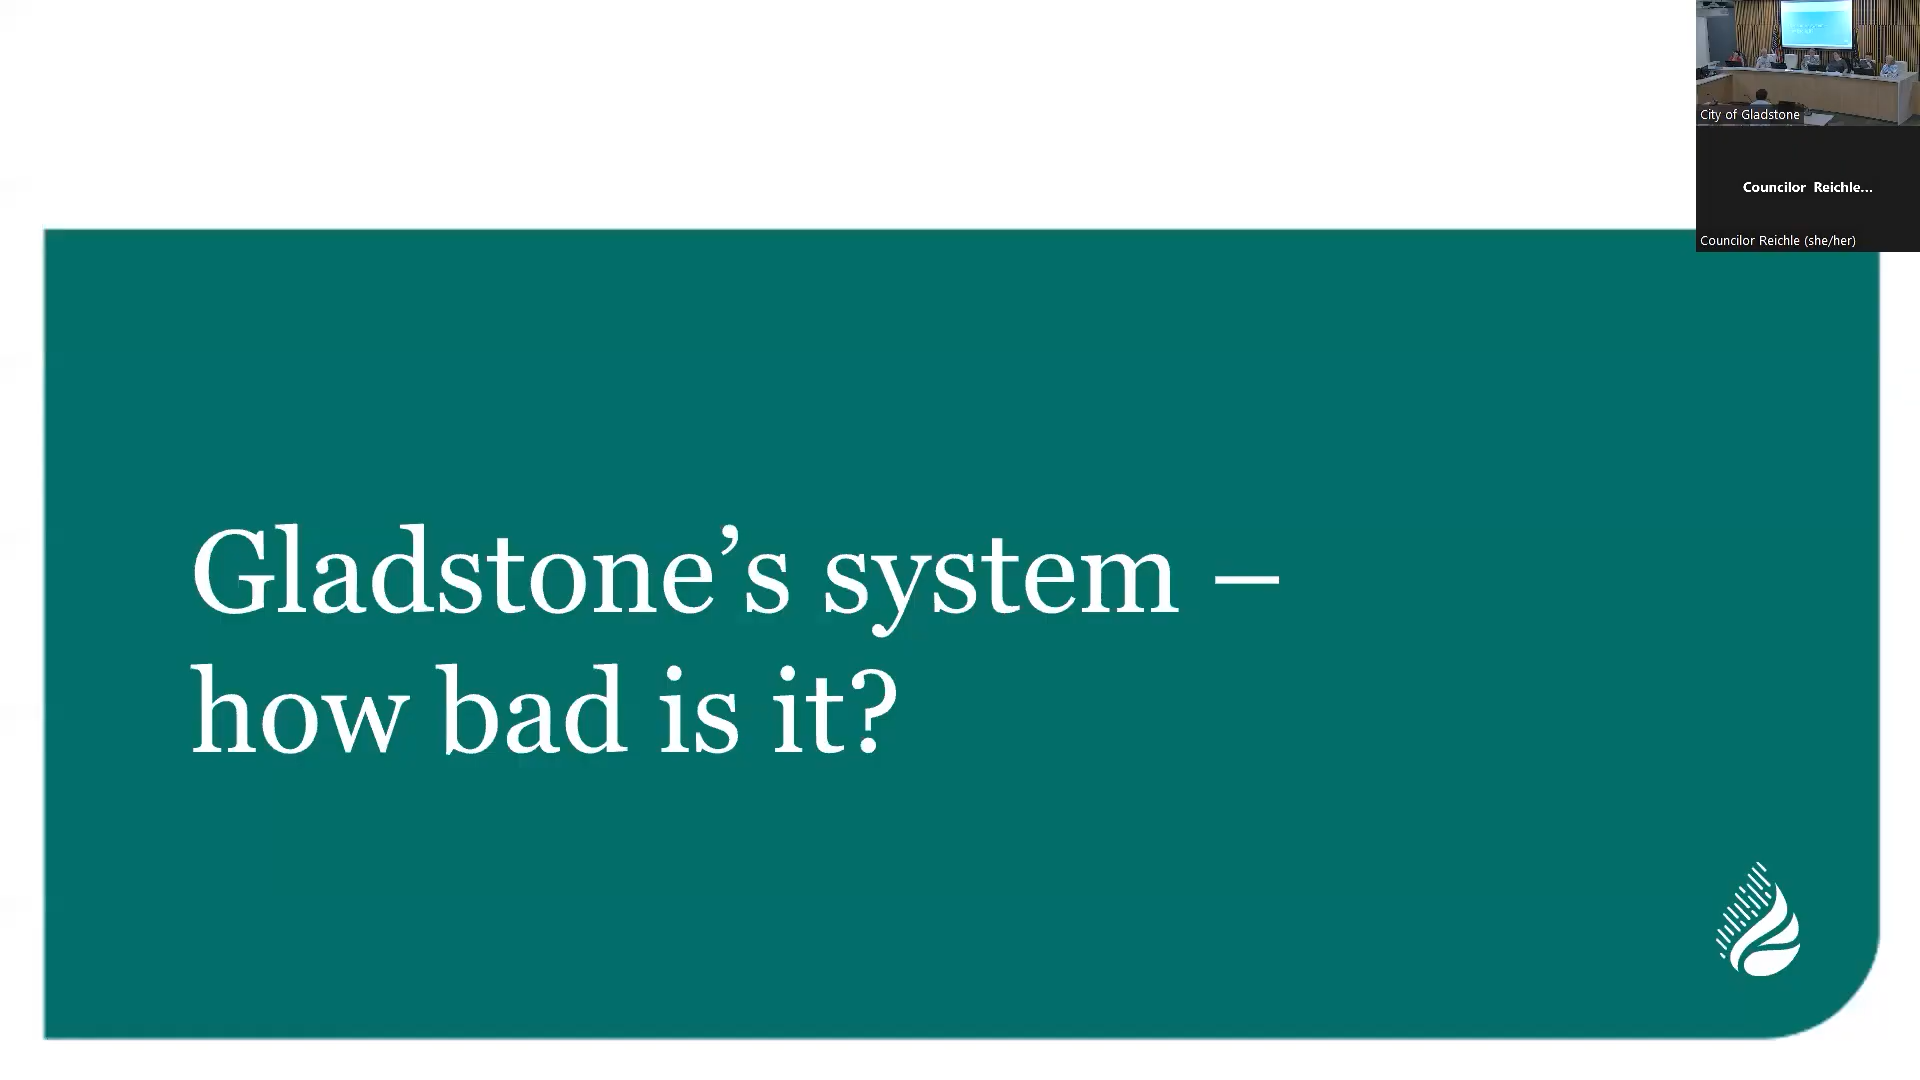 City of Gladstone
Councilor Reichle...
Councilor Reichle (she/her)
Gladstone’s system –
how bad is it?